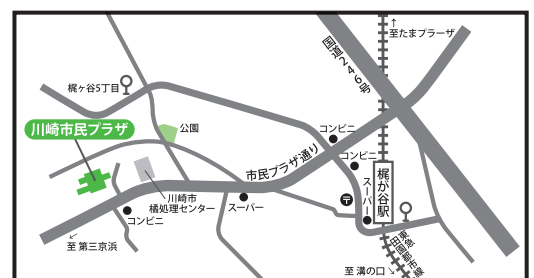 至たまプラーザ
国道246号
梶ヶ谷5丁目
川崎市民プラザ
公園
コンビニ
コンビニ
市民プラザ通り
梶が谷駅
スーパー
川崎市
橘処理センター
スーパー
コンビニ
至 第三京浜
東急
田園都市線
至 溝の口